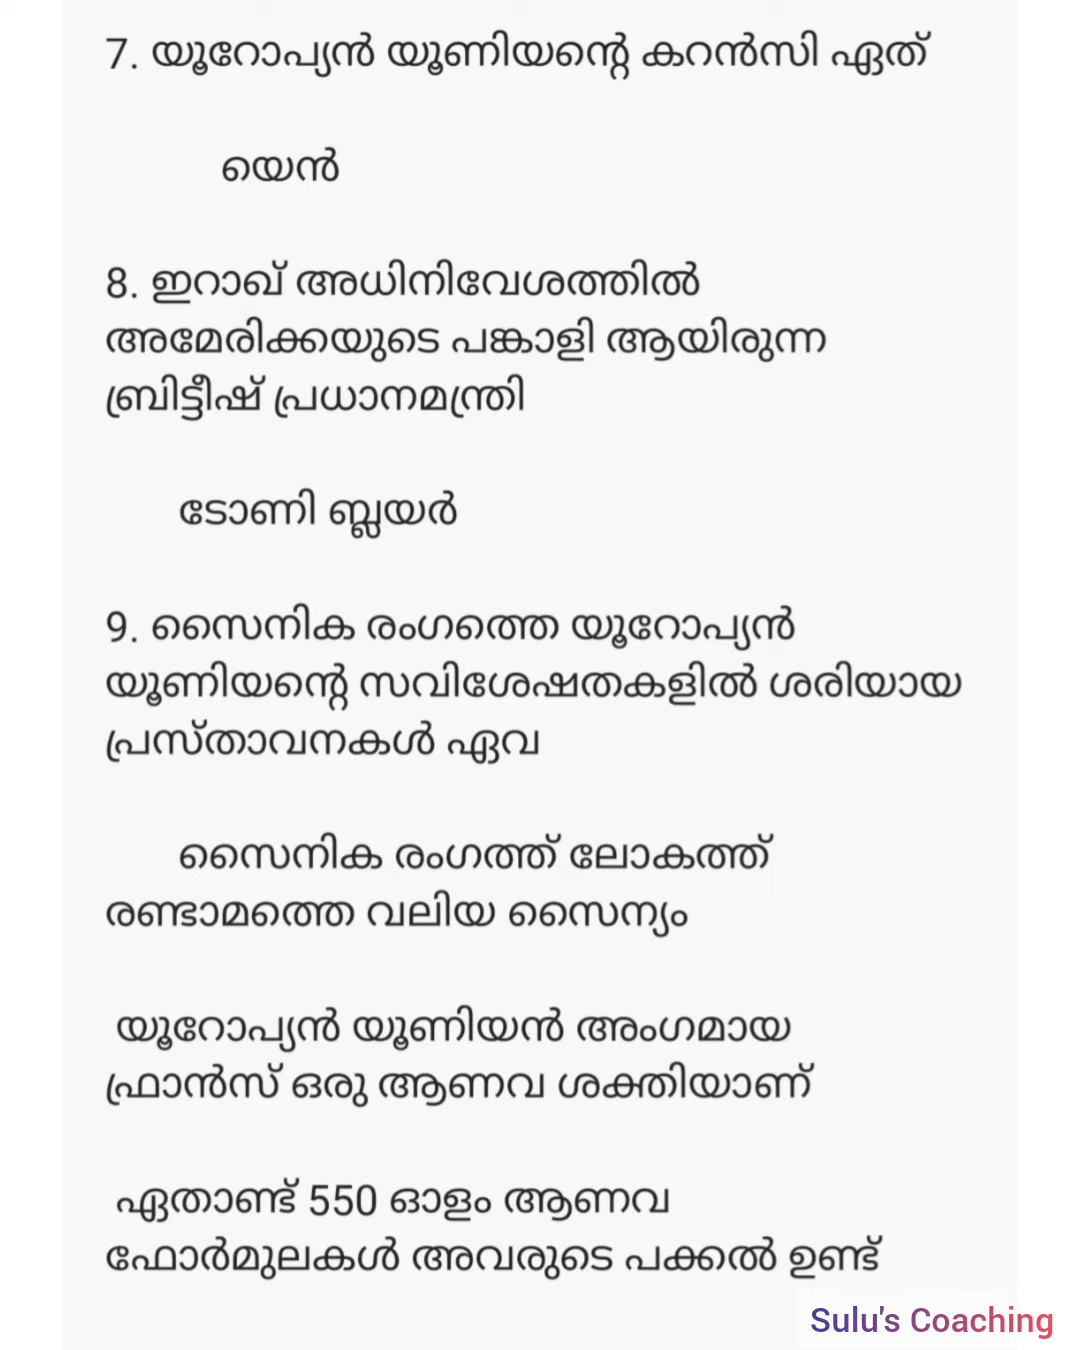 7. യൂറോപ്യൻ യൂണിയന്റെ കറൻസി ഏത്
യെൻ
8. ഇറാഖ് അധിനിവേശത്തിൽ
അമേരിക്കയുടെ പങ്കാളി ആയിരുന്ന
ബ്രിട്ടീഷ് പ്രധാനമന്ത്രി
ടോണി ബ്ലയർ
9. സൈനിക രംഗത്തെ യൂറോപ്യൻ
യൂണിയന്റെ സവിശേഷതകളിൽ ശരിയായ
പ്രസ്താവനകൾ ഏവ
സൈനിക രംഗത്ത് ലോകത്ത്
രണ്ടാമത്തെ വലിയ സൈന്യം
യൂറോപ്യൻ യൂണിയൻ അംഗമായ
ഫ്രാൻസ് ഒരു ആണവ ശക്തിയാണ്
ഏതാണ്ട് 550 ഓളം ആണവ
ഫോർമുലകൾ അവരുടെ പക്കൽ ഉണ്ട്
Sulu's Coaching